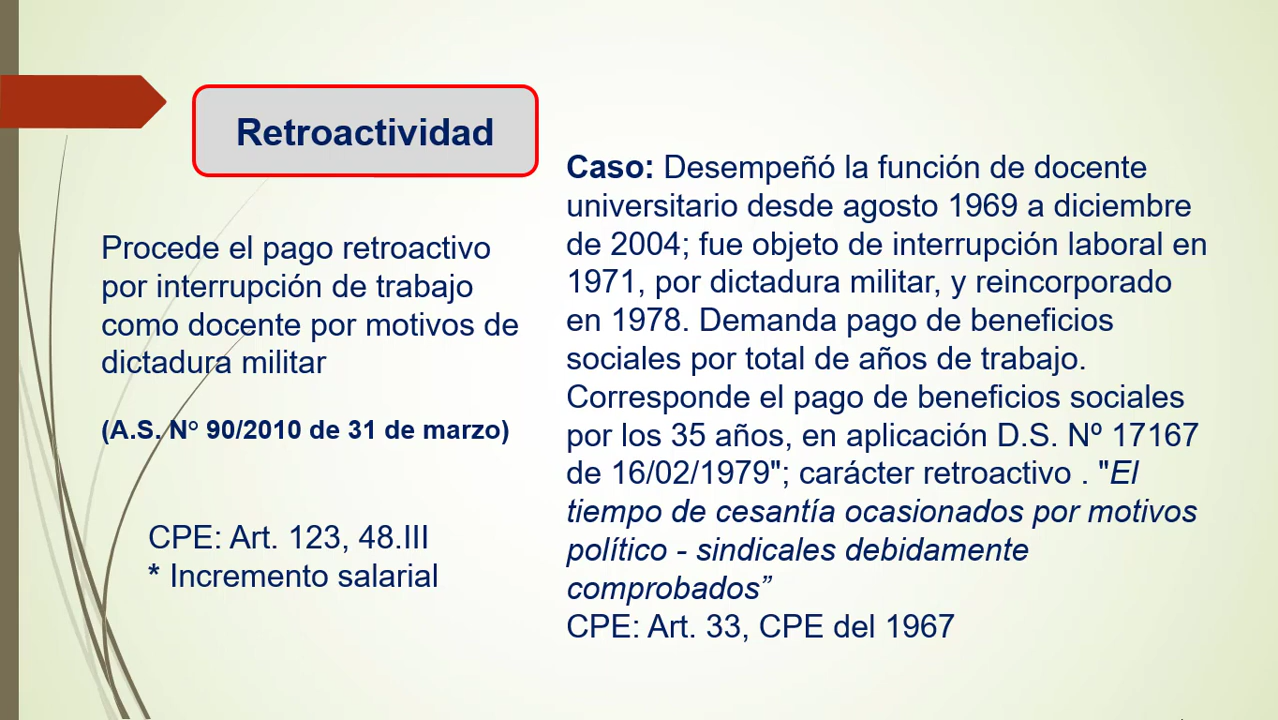 Retroactividad
Procede el pago retroactivo
por interrupción de trabajo
como docente por motivos de
dictadura militar
(A.S. N° 90/2010 de 31 de marzo)
CPE: Art. 123, 48.III
* Incremento salarial
Caso: Desempeñó la función de docente
universitario desde agosto 1969 a diciembre
de 2004; fue objeto de interrupción laboral en
1971, por dictadura militar, y reincorporado
en 1978. Demanda pago de beneficios
sociales por total de años de trabajo.
Corresponde el pago de beneficios sociales
por los 35 años, en aplicación D.S. Nº 17167
de 16/02/1979"; carácter retroactivo . "El
tiempo de cesantía ocasionados por motivos
político - sindicales debidamente
comprobados”
CPE: Art. 33, CPE del 1967